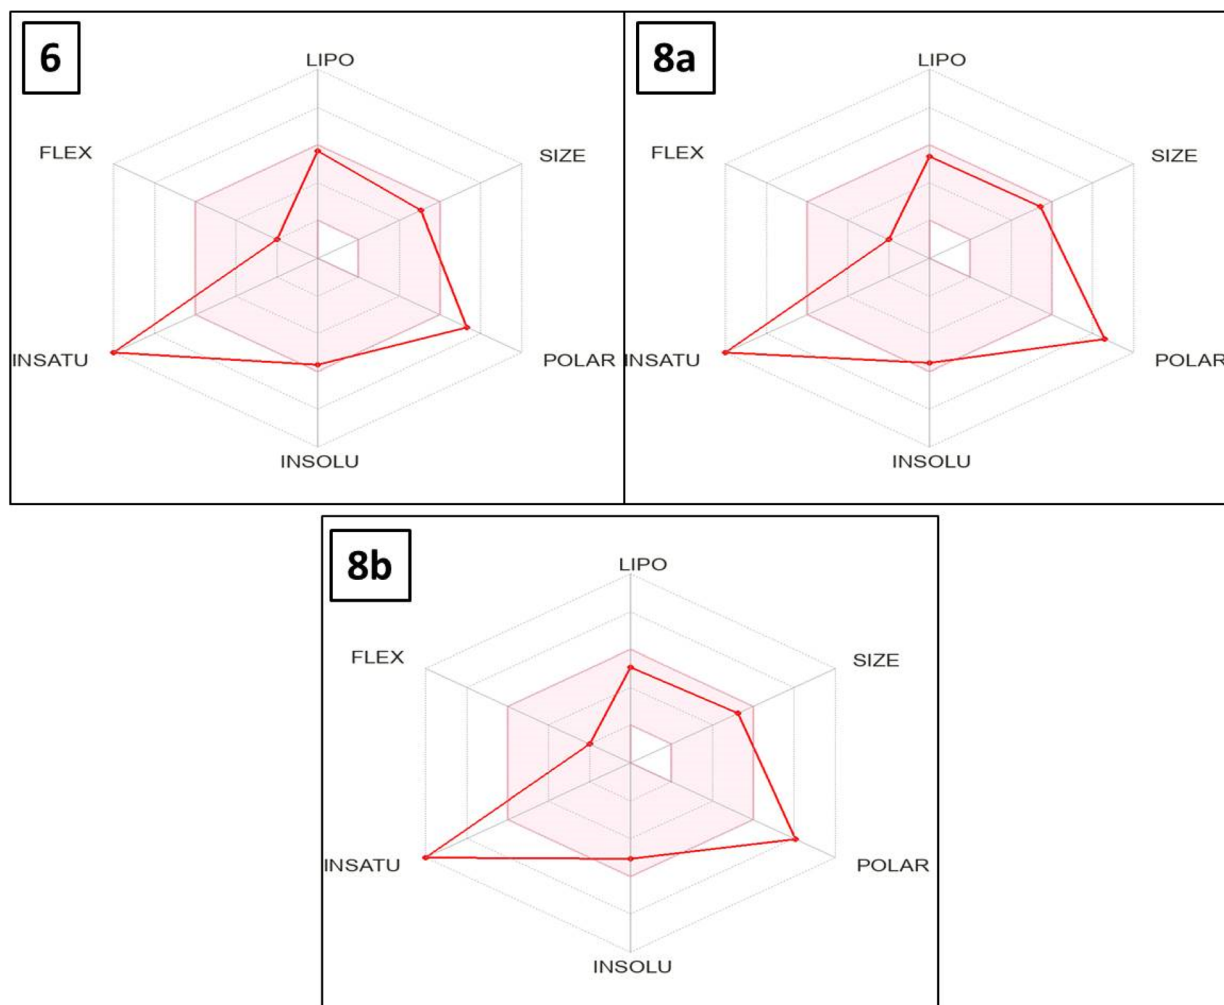 6
LIPO
FLEX
SIZE
INSATU
POLAR
INSOLU
8a
LIPO
FLEX
SIZE
INSATU
POLAR
INSOLU
8b
LIPO
FLEX
SIZE
INSATU
POLAR
INSOLU